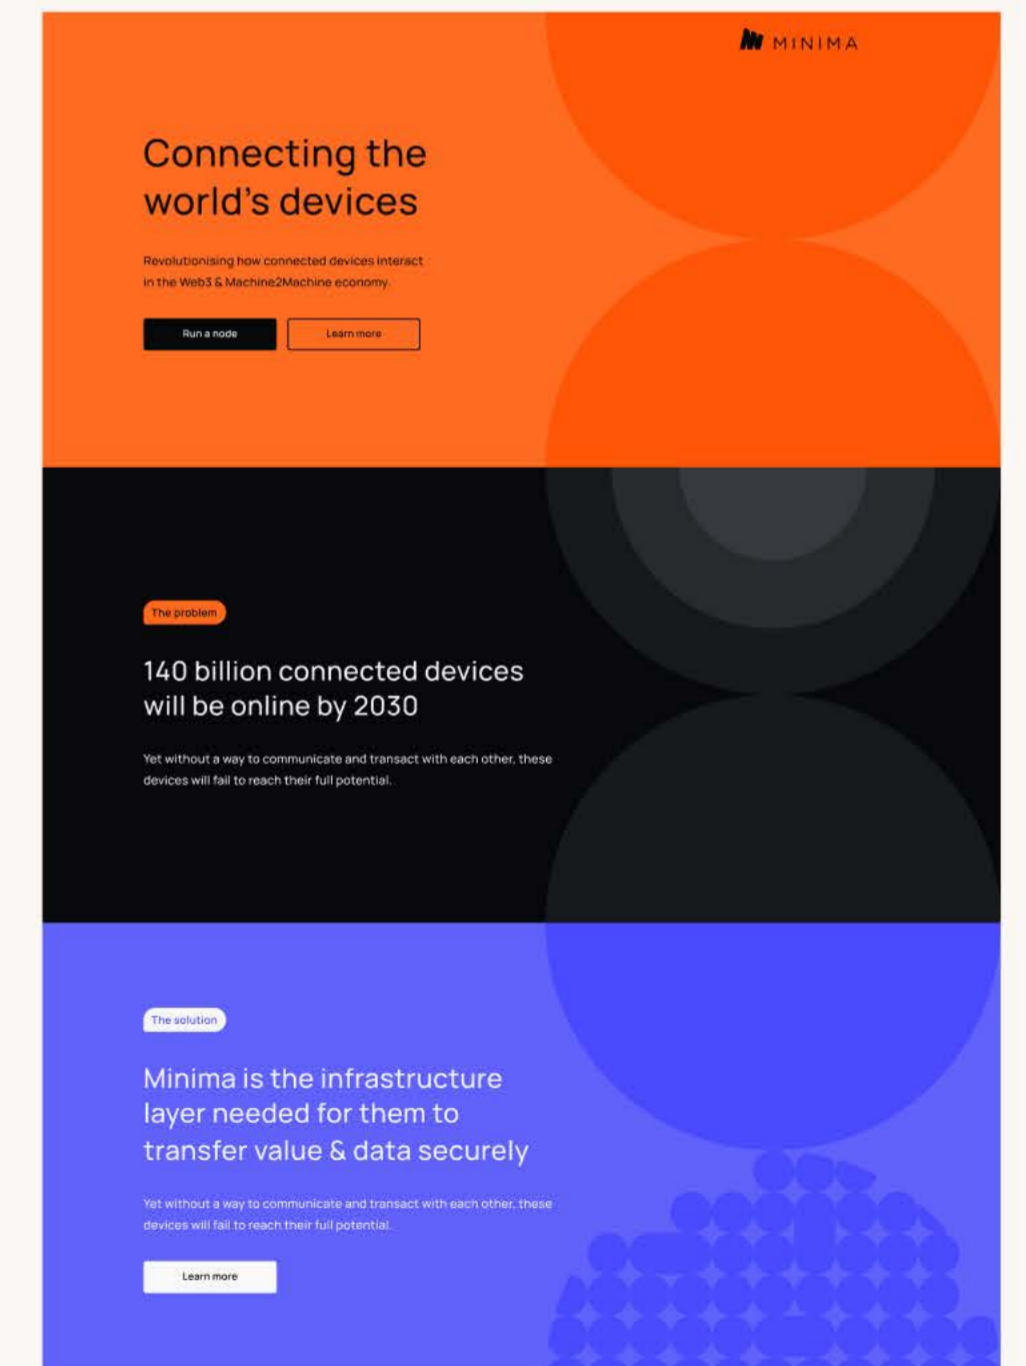 MINIMA
Connecting the
world's devices
Revolutionising how connected devices interact
in the Web3 & Machine2Machine economy.
Run a node
Learn more
The problem
140 billion connected devices
will be online by 2030
Yet without a way to communicate and transact with each other, these
devices will fail to reach their full potential.
The solution
Minima is the infrastructure
layer needed for them to
transfer value & data securely
Yet without a way to communicate and transact with each other, these
devices will fail to reach their full potential.
Learn more